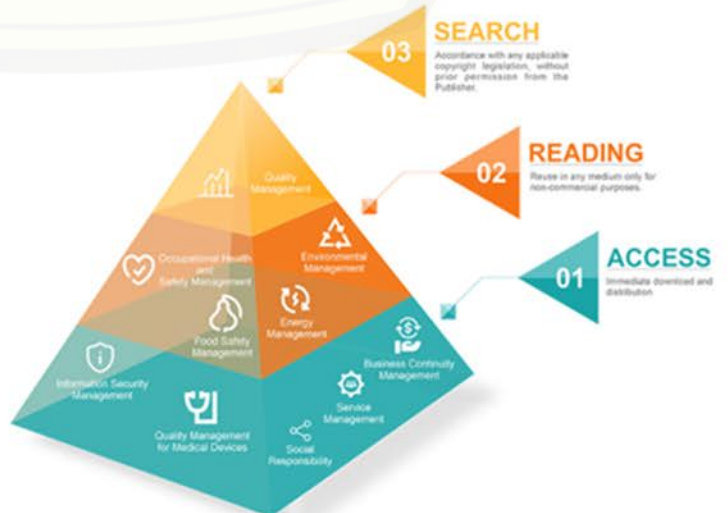 03
SEARCH
Accordance with any applicable
copyright legislation, without
prior permission from the
Publisher.
02
READING
Reuse in any medium only for
non-commercial purposes.
01
ACCESS
Immediate download and
distribution
Quality
Management
Occupational Health
and
Safety Management
Environmental
Management
Food Safety
Management
Energy
Management
Information Security
Management
Quality Management
for Medical Devices
Business Continuity
Management
Service
Management
Social
Responsibility